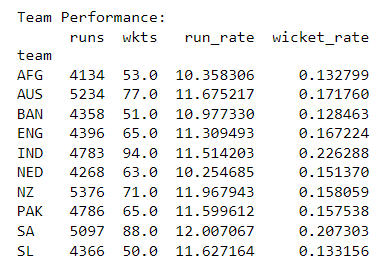 Team Performance:
runs wkts run_rate wicket_rate
team
AFG 4134 53.0 10.358306 0.132799
AUS 5234 77.0 11.675217 0.171760
BAN 4358 51.0 10.977330 0.128463
ENG 4396 65.0 11.309493 0.167224
IND 4783 94.0 11.514203 0.226288
NED 4268 63.0 10.254685 0.151370
NZ 5376 71.0 11.967943 0.158059
PAK 4786 65.0 11.599612 0.157538
SA 5097 88.0 12.007067 0.207303
SL 4366 50.0 11.627164 0.133156